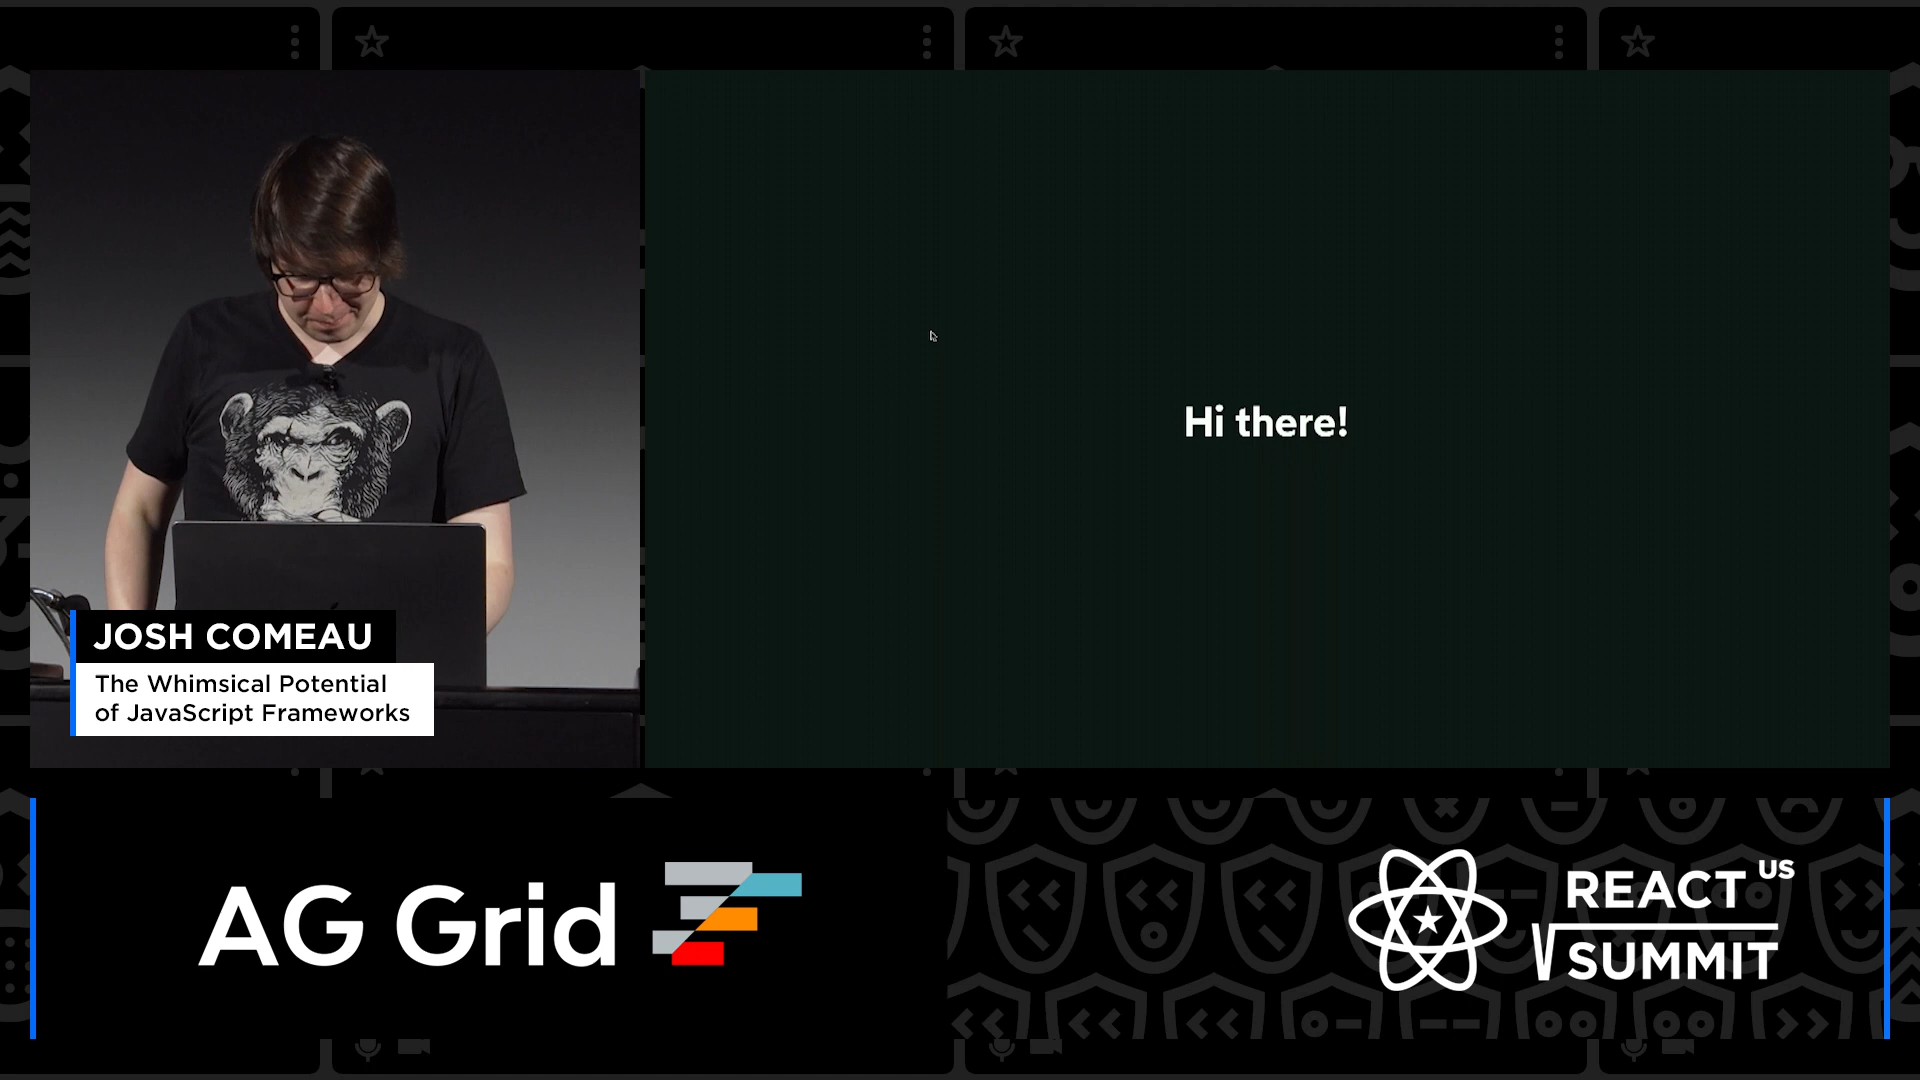 Hi there!
JOSH COMEAU
The Whimsical Potential
of JavaScript Frameworks
AG Grid
REACT US
SUMMIT